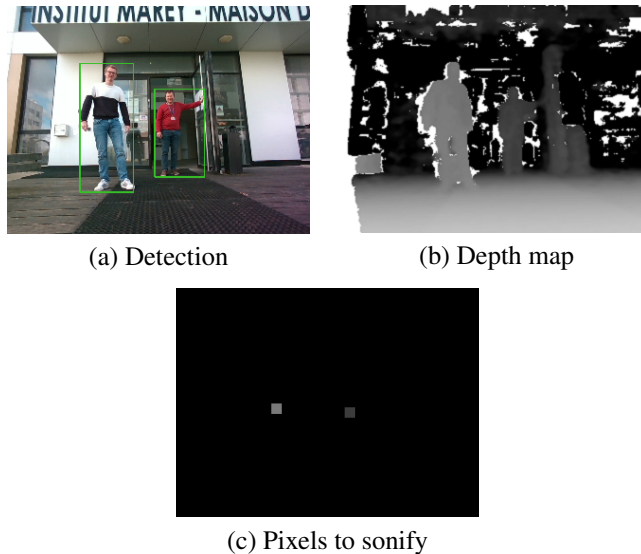 INSTITUT MAREY - MAISON D
(a) Detection
(b) Depth map
(c) Pixels to sonify